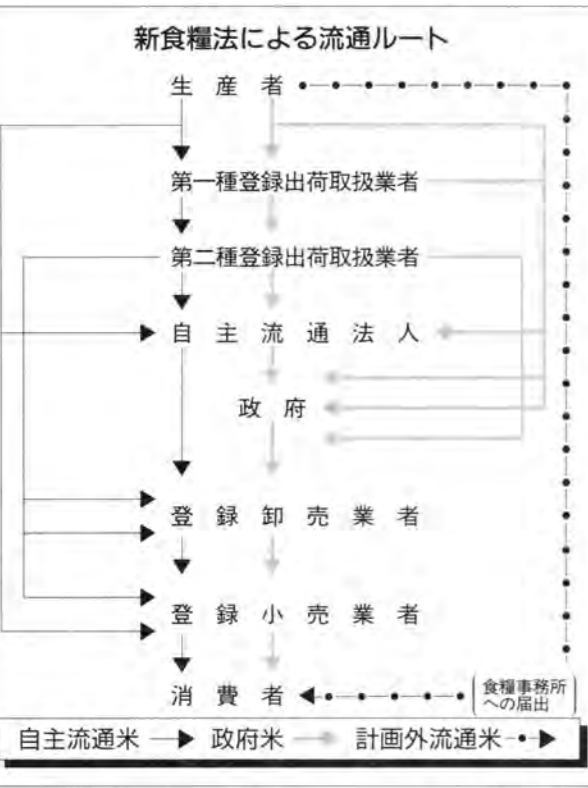 新食糧法による流通ルート
生産者
第一種登録出荷取扱業者
第二種登録出荷取扱業者
自主流通法人
政府
登録卸売業者
登録小売業者
消費者
食糧事務所
への届出
自主流通米 政府米 計画外流通米